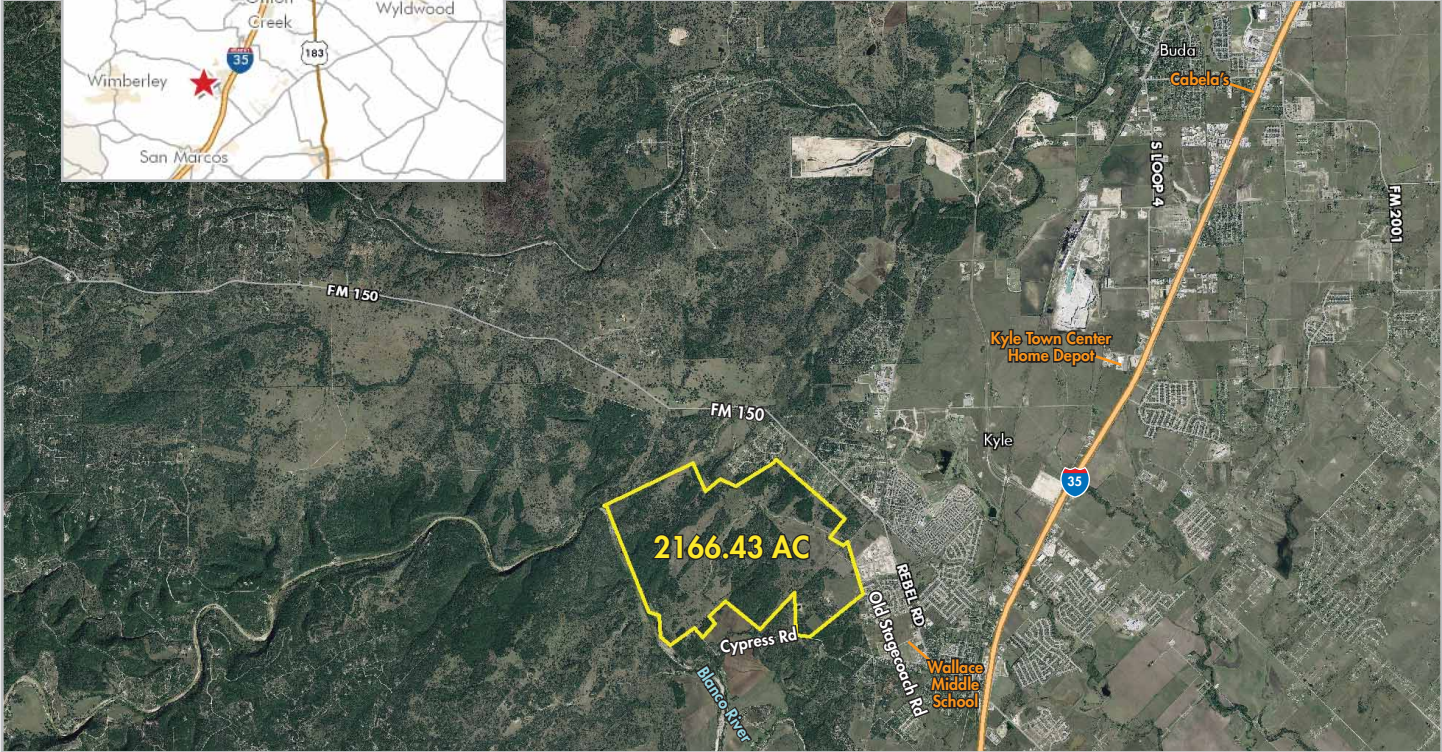 Creek
Wyldwood
183
35
Wimberley
San Marcos
Buda
Cabela's
S LOOP 4
FM 2001
FM 150
Kyle Town Center
Home Depot
FM 150
Kyle
35
2166.43 AC
REBEL RD
Old Stagecoach Rd
Cypress Rd
Wallace
Middle
School
Blanco River